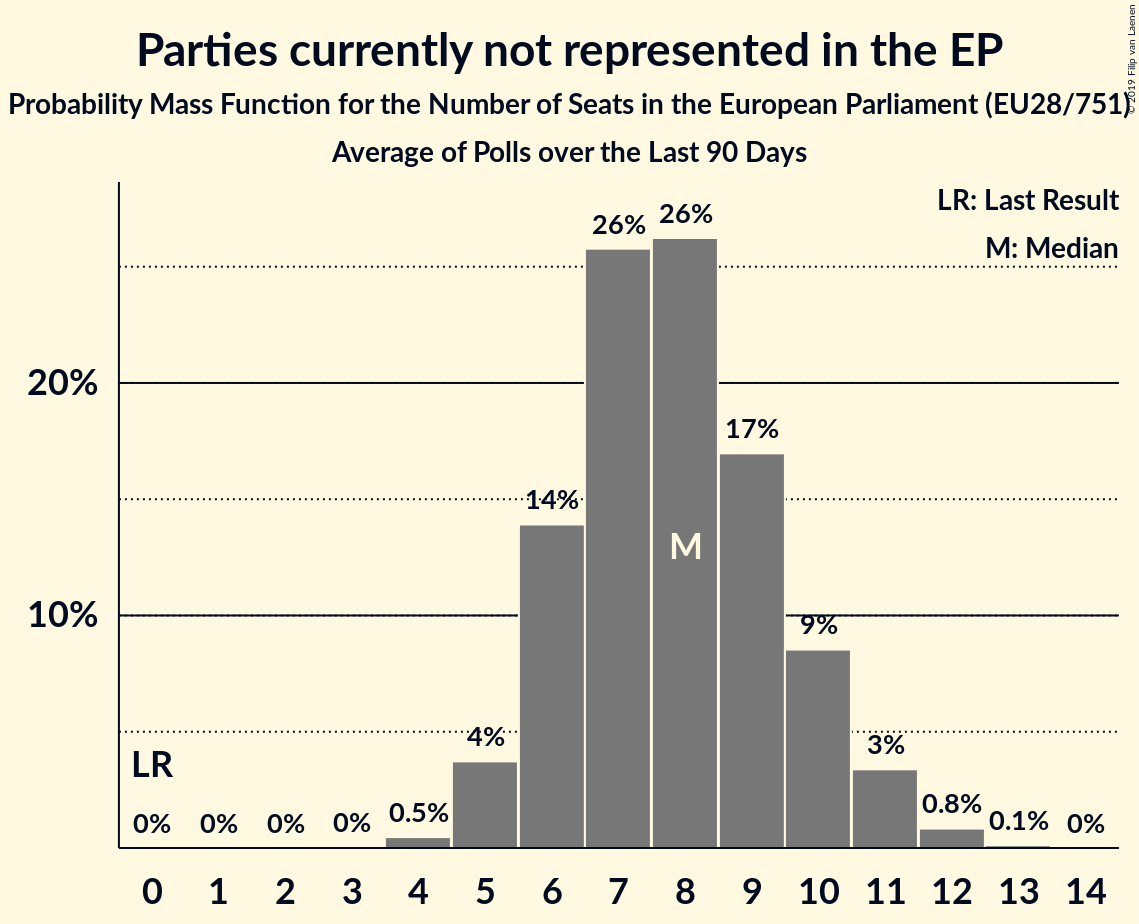 Parties currently not represented in the EP
Probability Mass Function for the Number of Seats in the European Parliament (EU28/751)
Average of Polls over the Last 90 Days
© 2019 Filip van Laenen
LR: Last Result
M: Median
26%
26%
20%
17%
14%
M
10%
9%
4%
3%
LR
0%
0%
0%
0%
0.5%
0.8%
0.1%
0%
0 1 2 3 4 5 6 7 8 9 10 11 12 13 14